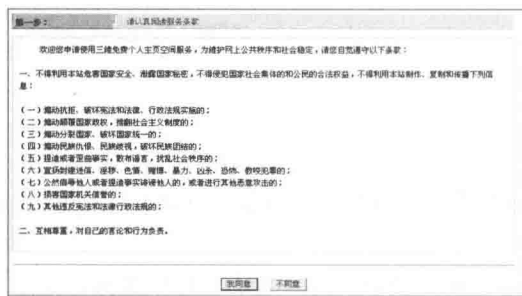 第一步： 请认真阅读服务条款
欢迎您申请使用三维免费个人主页空间服务，为维护网上公共秩序和社会稳定，请您自觉遵守以下条款：
一、不得利用本站危害国家安全、泄露国家秘密，不得侵犯国家社会集体的和公民的合法权益，不得利用本站制作、复制和传播下列信
息：
（一）煽动抗拒、破坏宪法和法律、行政法规实施的；
（二）煽动颠覆国家政权，推翻社会主义制度的；
（三）煽动分裂国家、破坏国家统一的；
（四）煽动民族仇恨、民族歧视，破坏民族团结的；
（五）捏造或者歪曲事实，散布谣言，扰乱社会秩序的；
（六）宣扬封建迷信、淫秽、色情、赌博、暴力、凶杀、恐怖、教唆犯罪的；
（七）公然侮辱他人或者捏造事实诽谤他人的，或者进行其他恶意攻击的；
（八）损害国家机关信誉的；
（九）其他违反宪法和法律行政法规的；
二、互相尊重，对自己的言论和行为负责。
我同意 不同意